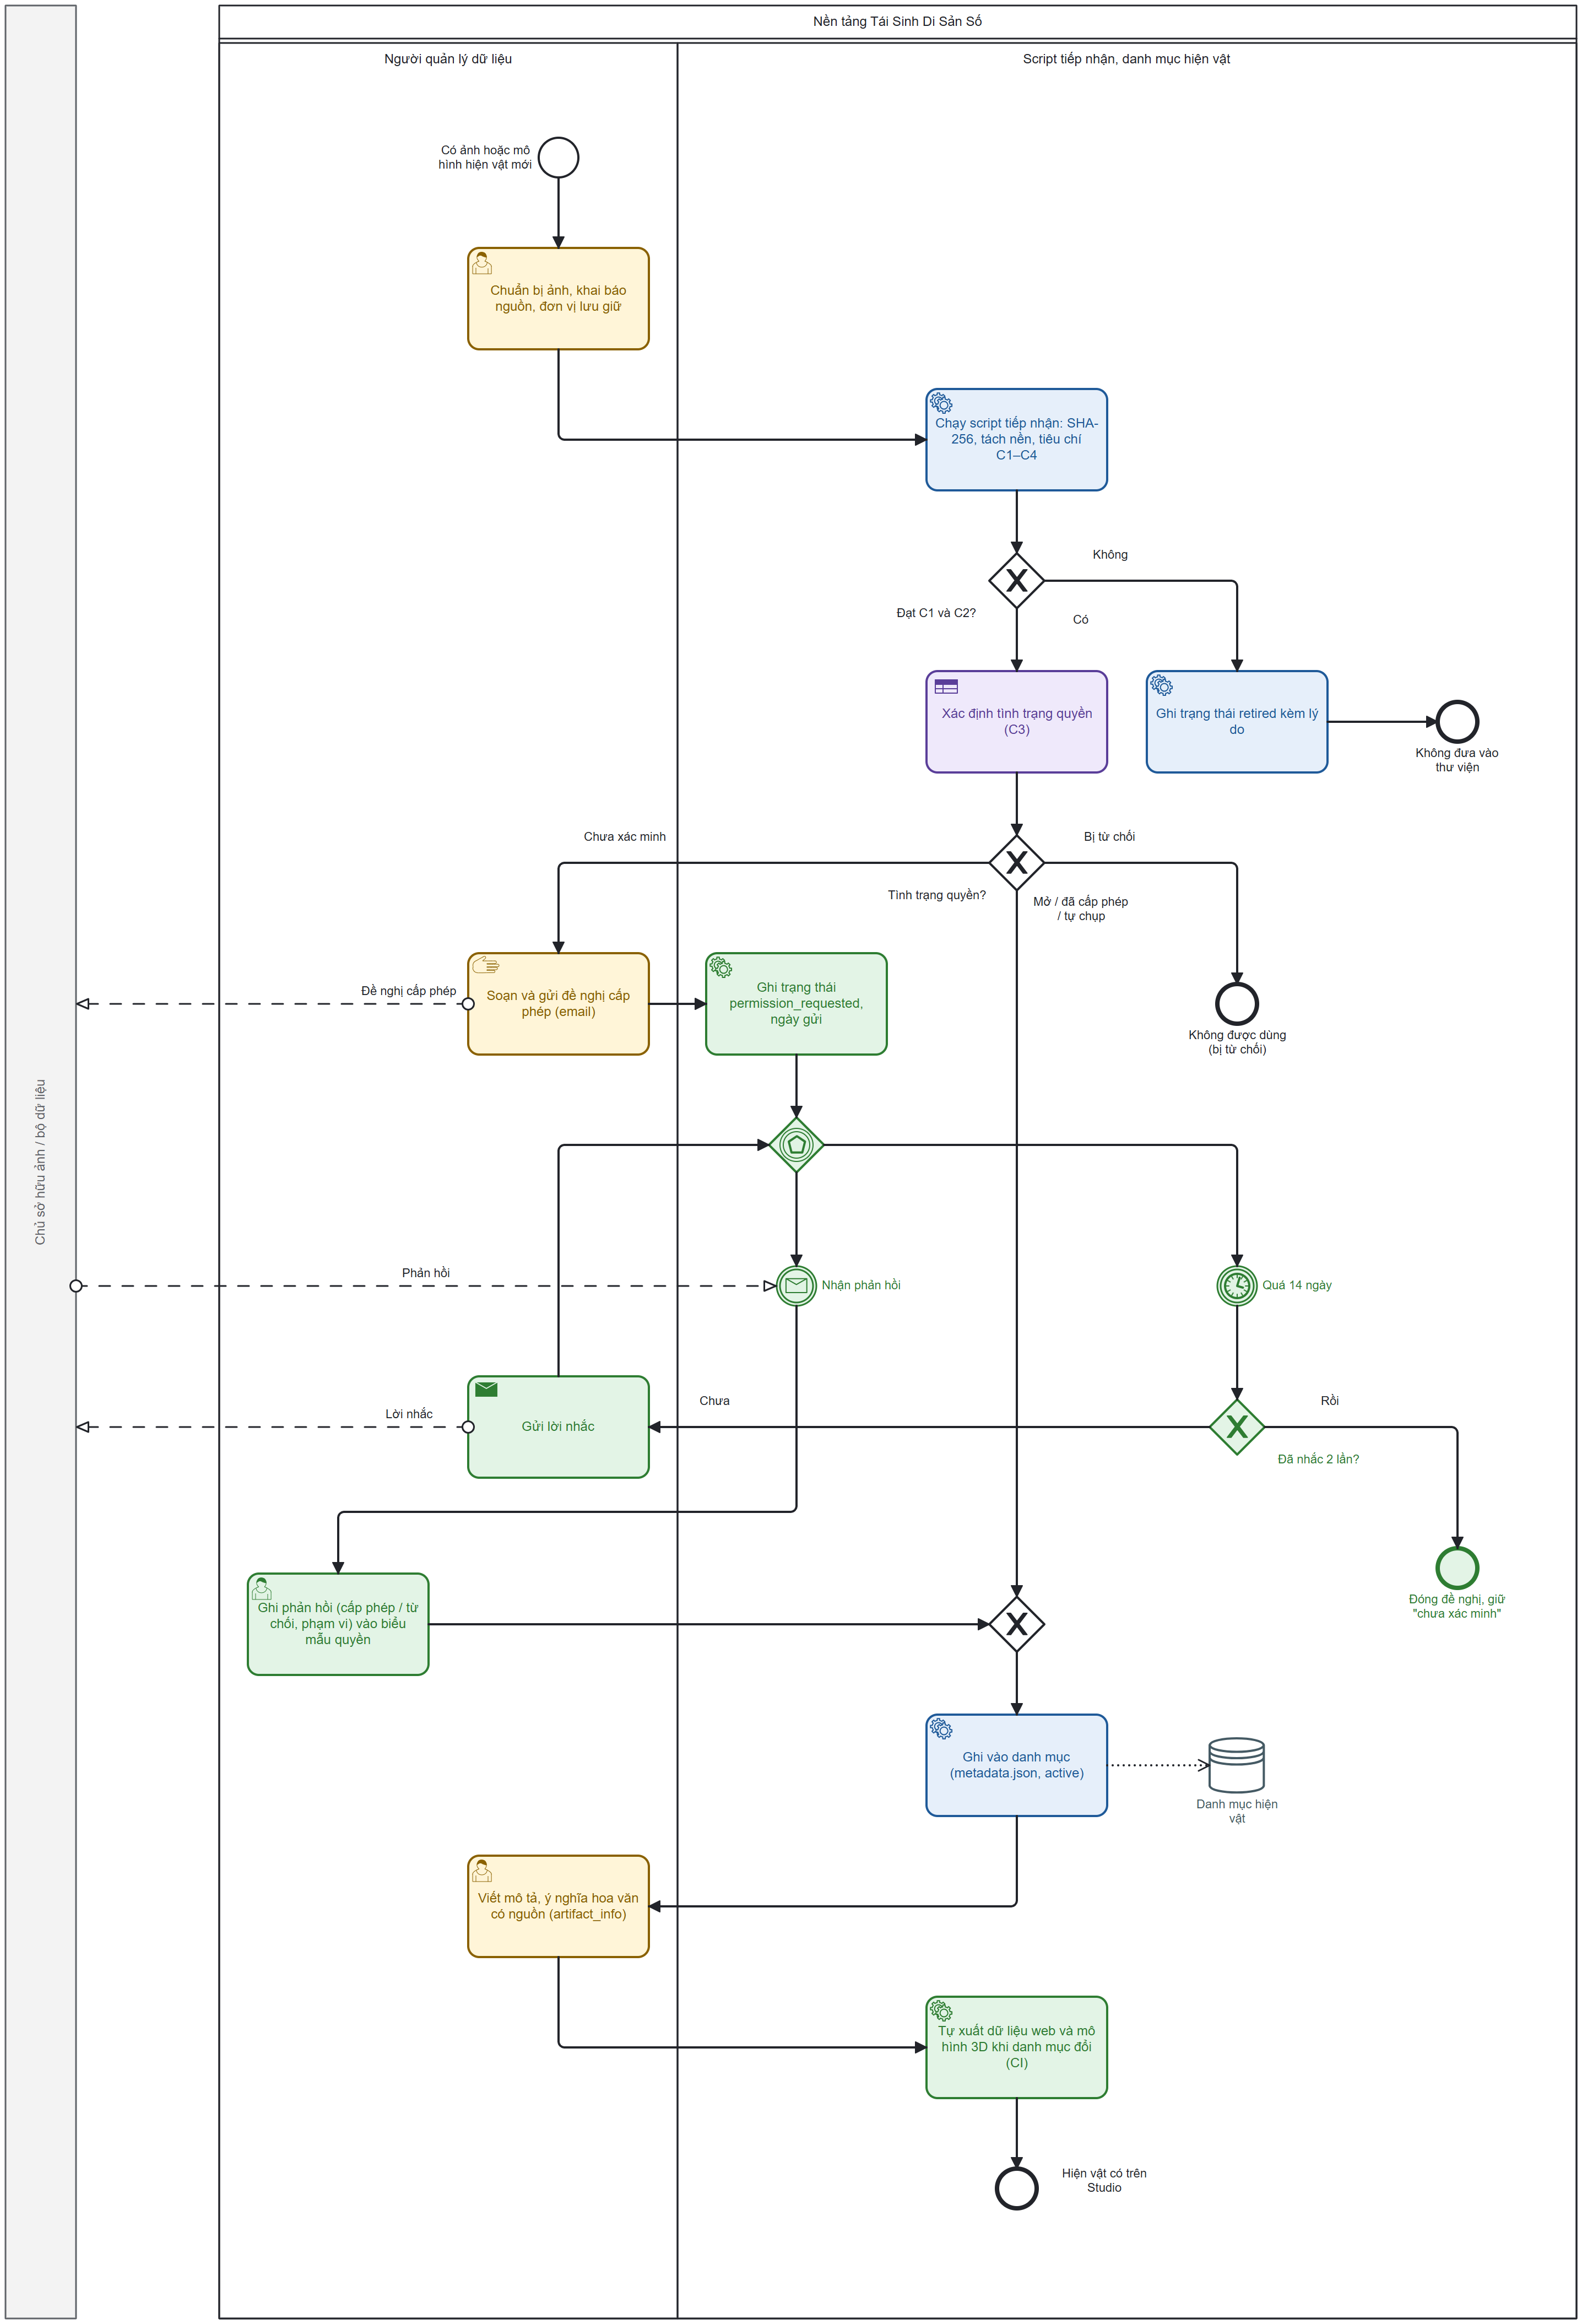 Nền tảng Tái Sinh Di Sản Số
Người quản lý dữ liệu
Script tiếp nhận, danh mục hiện vật
Có ảnh hoặc mô
hình hiện vật mới
Chuẩn bị ảnh, khai báo
nguồn, đơn vị lưu giữ
Chạy script tiếp nhận: SHA-
256, tách nền, tiêu chí
C1–C4
Không
Đạt C1 và C2?
Có
Xác định tình trạng quyền
(C3)
Ghi trạng thái retired kèm lý
do
Không đưa vào
thư viện
Chưa xác minh
Bị từ chối
Tình trạng quyền?
Mở / đã cấp phép
/ tự chụp
Đề nghị cấp phép
Soạn và gửi đề nghị cấp
phép (email)
Ghi trạng thái
permission_requested,
ngày gửi
Không được dùng
(bị từ chối)
Chủ sở hữu ảnh / bộ dữ liệu
Phản hồi
Nhận phản hồi
Quá 14 ngày
Lời nhắc
Gửi lời nhắc
Chưa
Rồi
Đã nhắc 2 lần?
Ghi phản hồi (cấp phép / từ
chối, phạm vi) vào biểu
mẫu quyền
Đóng đề nghị, giữ
"chưa xác minh"
Ghi vào danh mục
(metadata.json, active)
Danh mục hiện
vật
Viết mô tả, ý nghĩa hoa văn
có nguồn (artifact_info)
Tự xuất dữ liệu web và mô
hình 3D khi danh mục đổi
(CI)
Hiện vật có trên
Studio